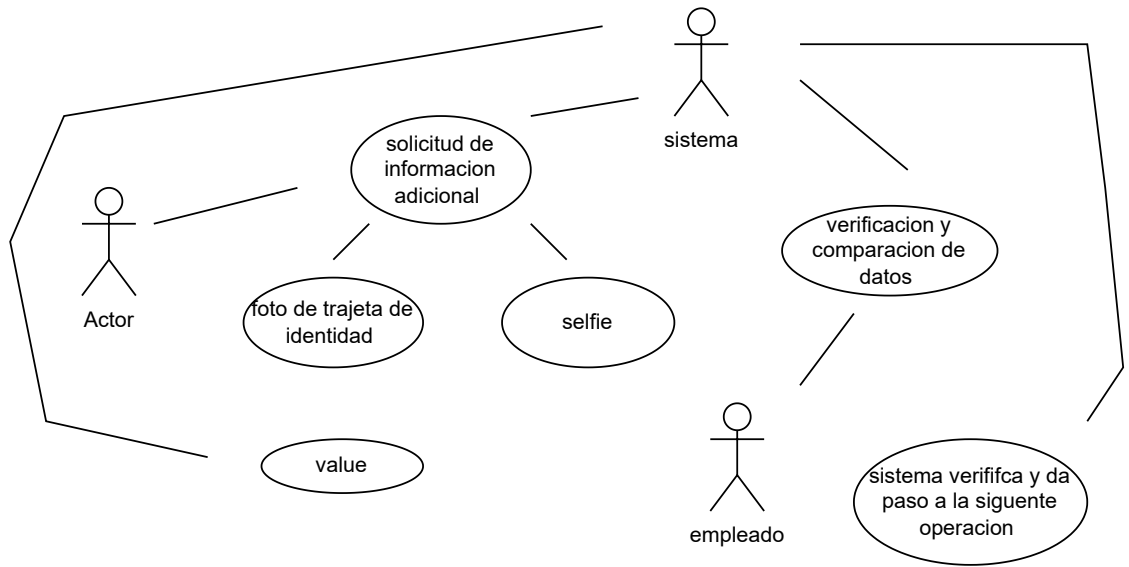 sistema
solicitud de
informacion
adicional
Actor
verificacion y
comparacion de
datos
foto de trajeta de
identidad
selfie
value
empleado
sistema verififca y da
paso a la siguente
operacion